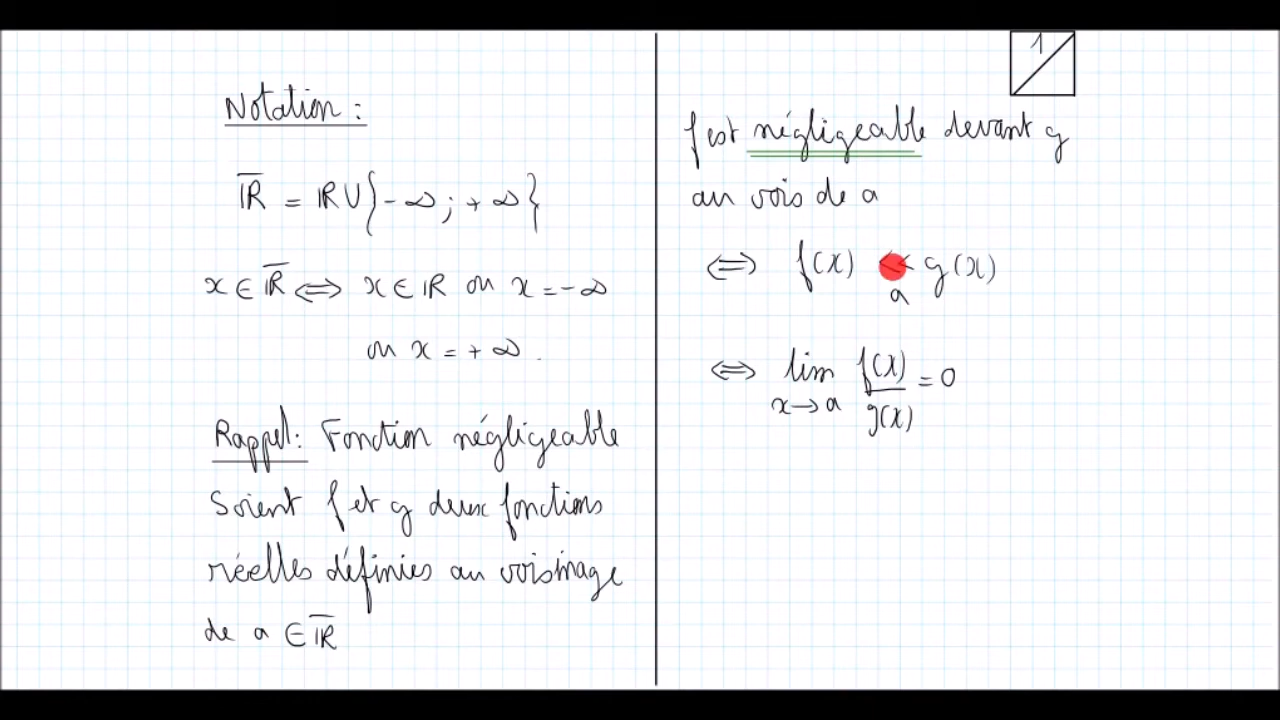 Notation :
R̅ = ℝ ∪ {-∞ ; +∞}
x ∈ R̅ ⟺ x ∈ ℝ ou x = -∞
ou x = +∞.
Rappel : Fonction négligeable
Soient f et g deux fonctions
réelles définies au voisinage
de a ∈ R̅
1
f est négligeable devant g
au vois de a
⟺ f(x) << g(x)
a
⟺ lim f(x)/g(x) = 0
x→a